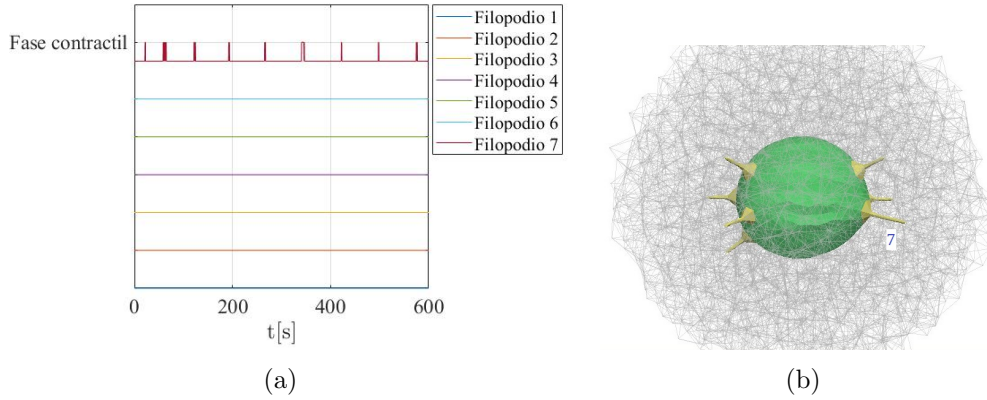 Fase contractil
0
200
400
600
t[s]
Filopodio 1
Filopodio 2
Filopodio 3
Filopodio 4
Filopodio 5
Filopodio 6
Filopodio 7
(a)
7
(b)